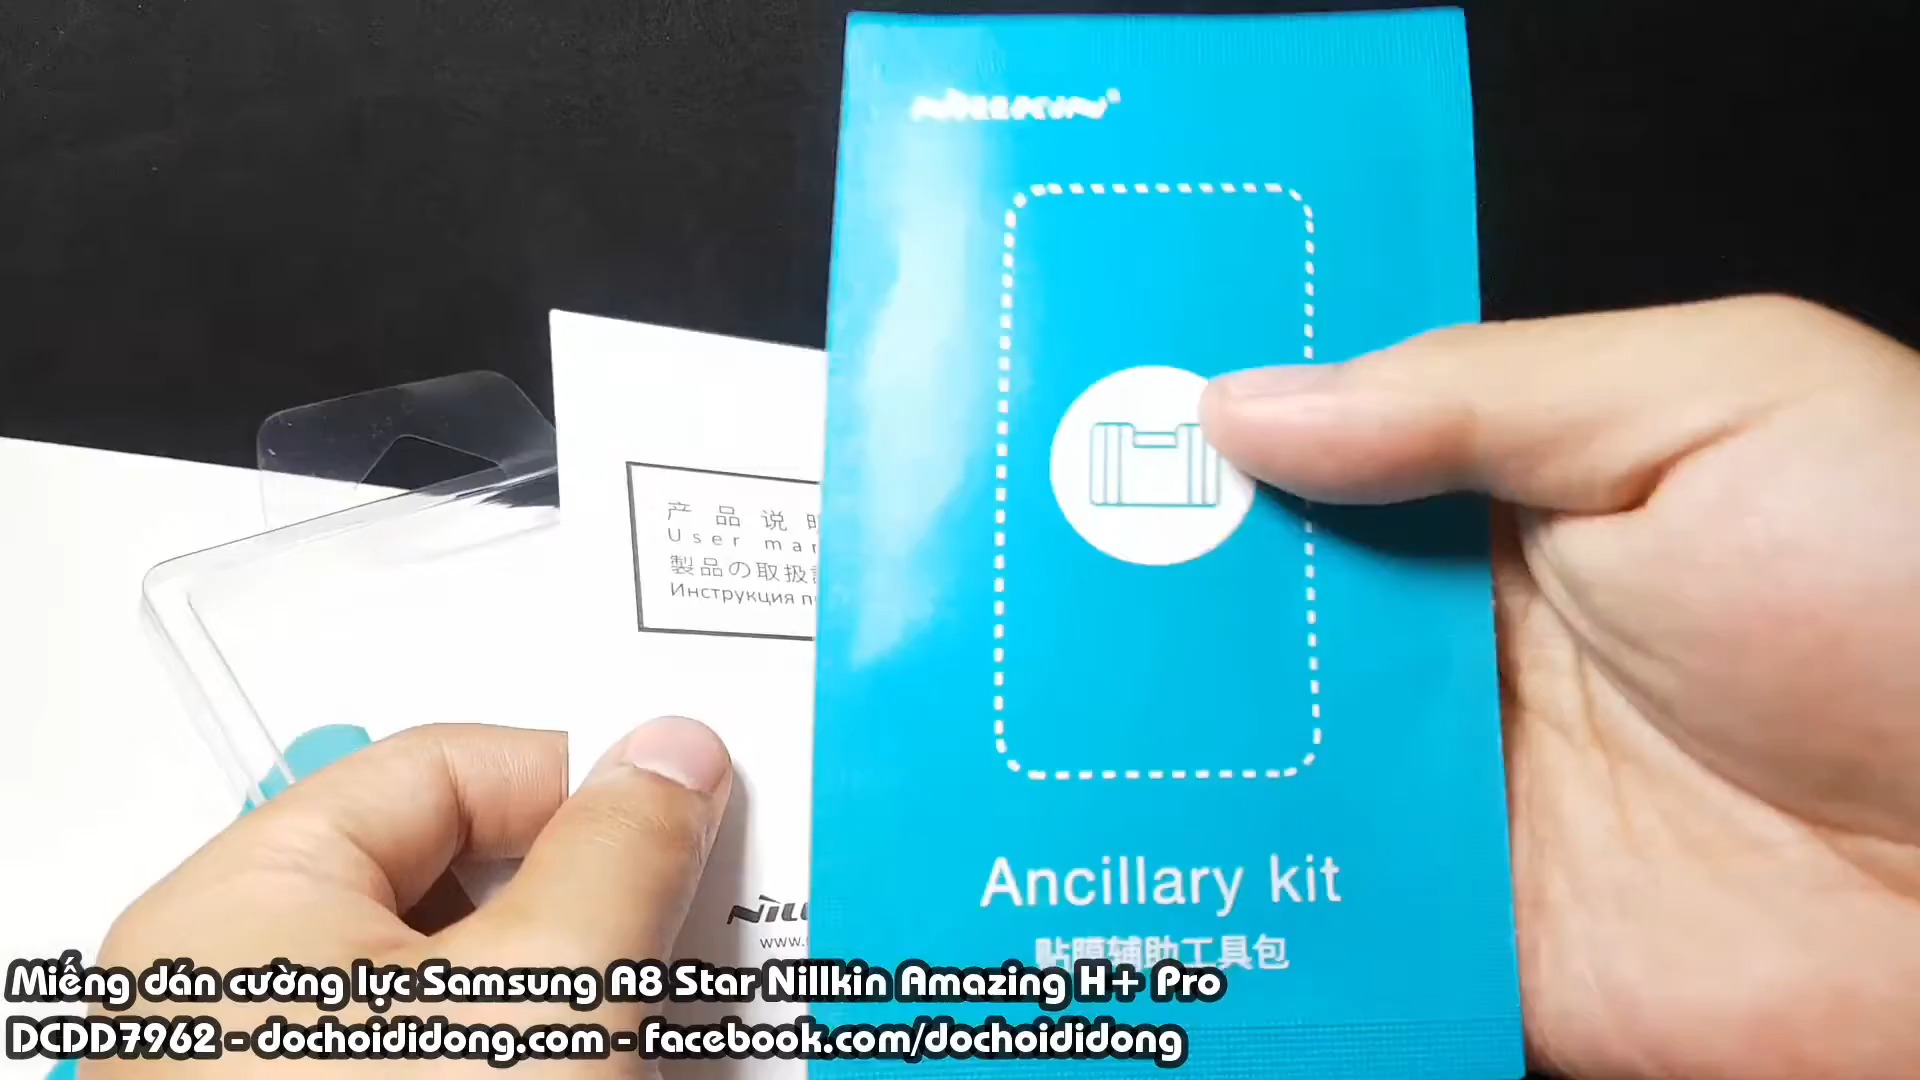 NILLKIN
产品说
User
製品の取扱
Инструкция
Ancillary kit
贴膜辅助工具包
Miếng dán cường lực Samsung A8 Star Nillkin Amazing H+ Pro
DCDD7962 - dochoididong.com - facebook.com/dochoididong